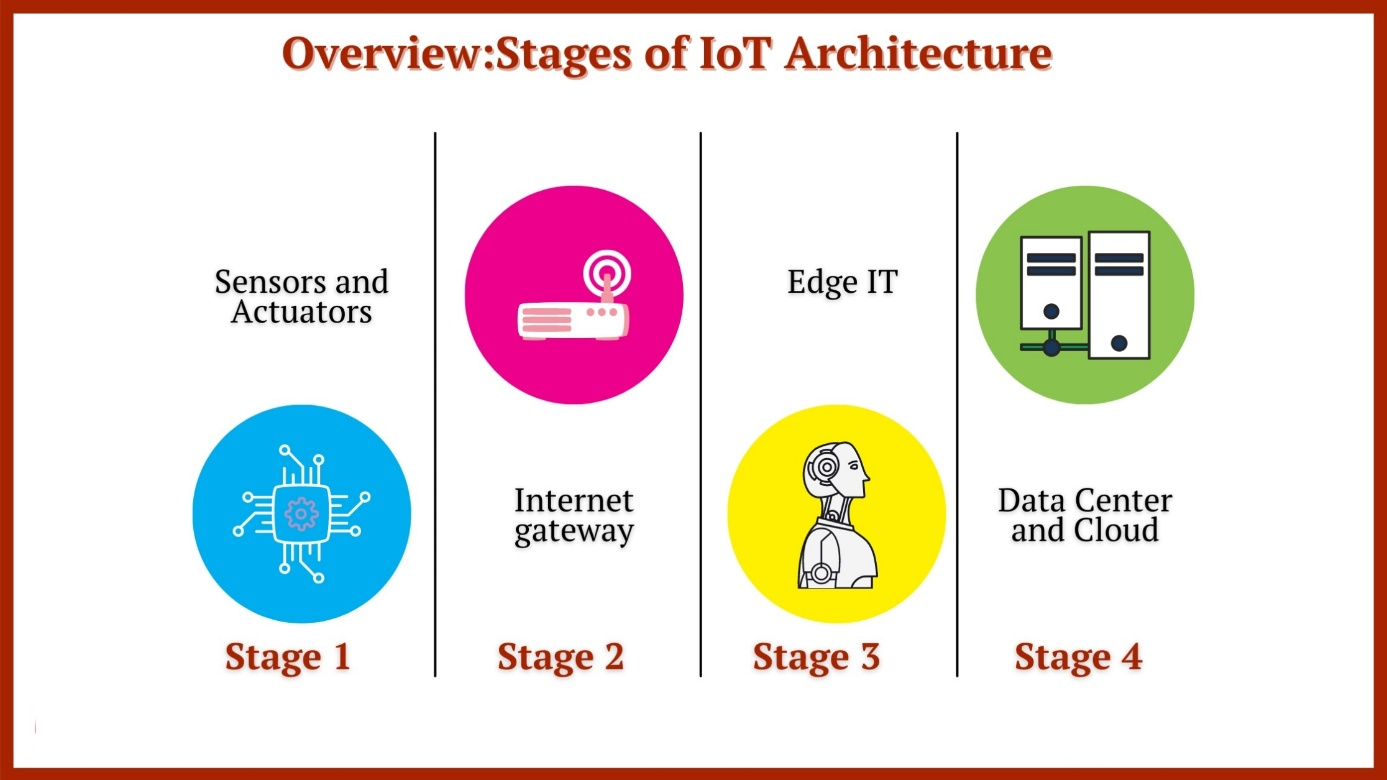 Overview:Stages of IoT Architecture
Sensors and
Actuators
Stage 1
Internet
gateway
Stage 2
Edge IT
Stage 3
Data Center
and Cloud
Stage 4